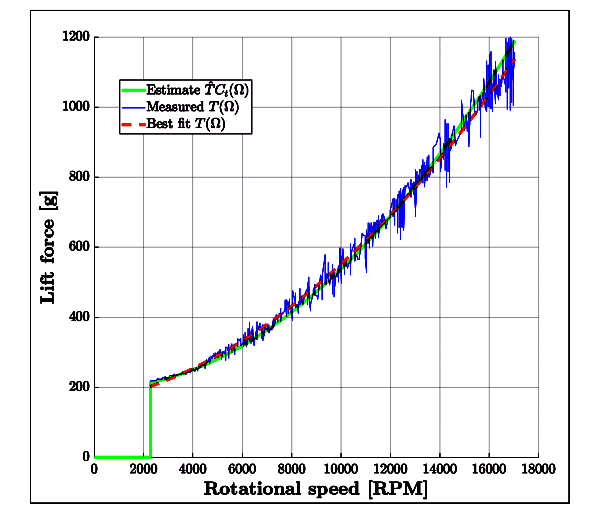 1200
1000
800
600
400
200
0
Estimate T̂C_t(Ω)
Measured T(Ω)
Best fit T(Ω)
Lift force [g]
0 2000 4000 6000 8000 10000 12000 14000 16000 18000
Rotational speed [RPM]